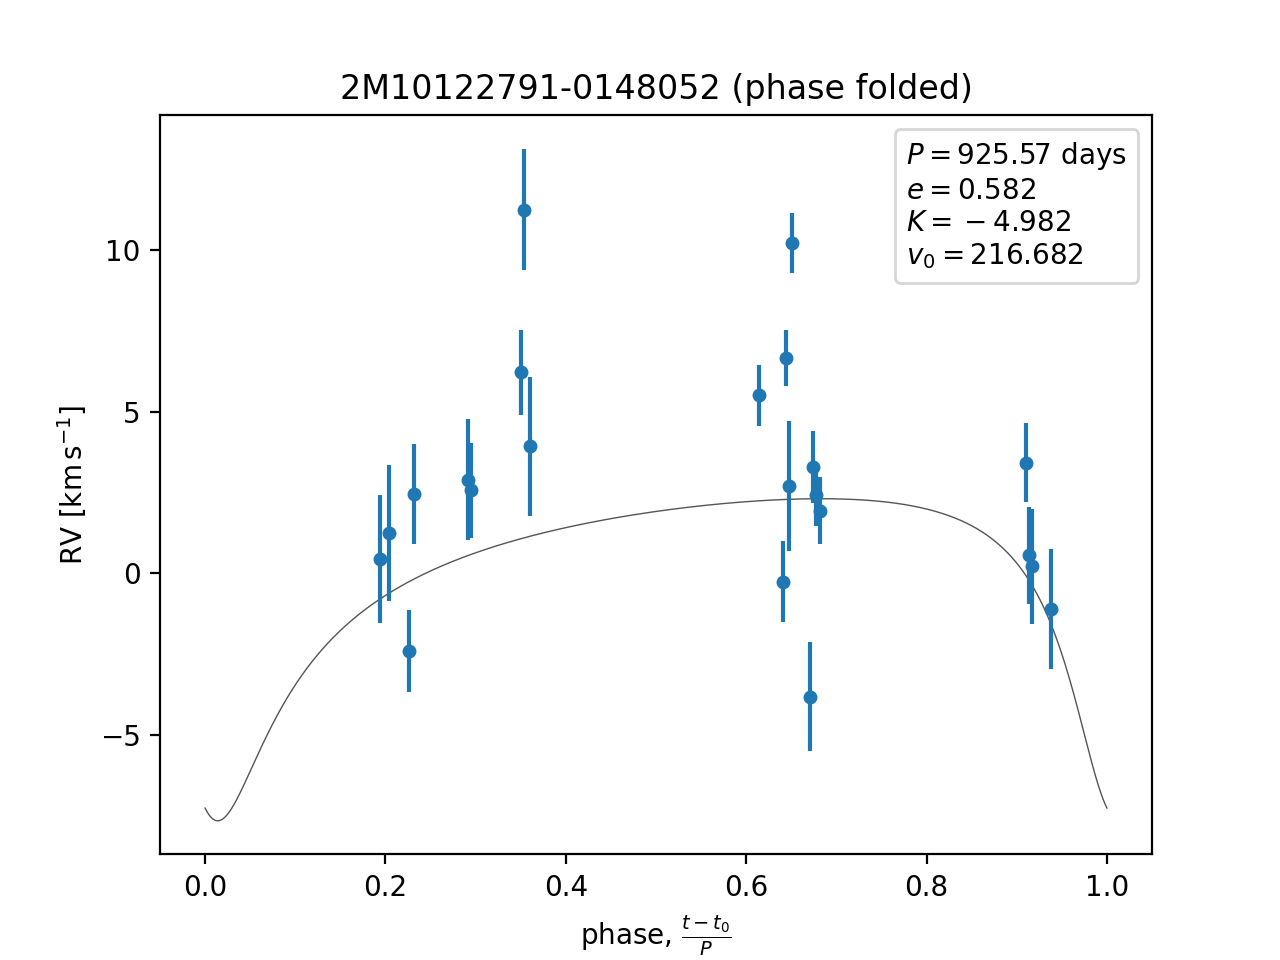 2M10122791-0148052 (phase folded)
P = 925.57 days
e = 0.582
K = −4.982
v₀ = 216.682
RV [km s⁻¹]
10
5
0
−5
0.0 0.2 0.4 0.6 0.8 1.0
phase, (t − t₀)/P